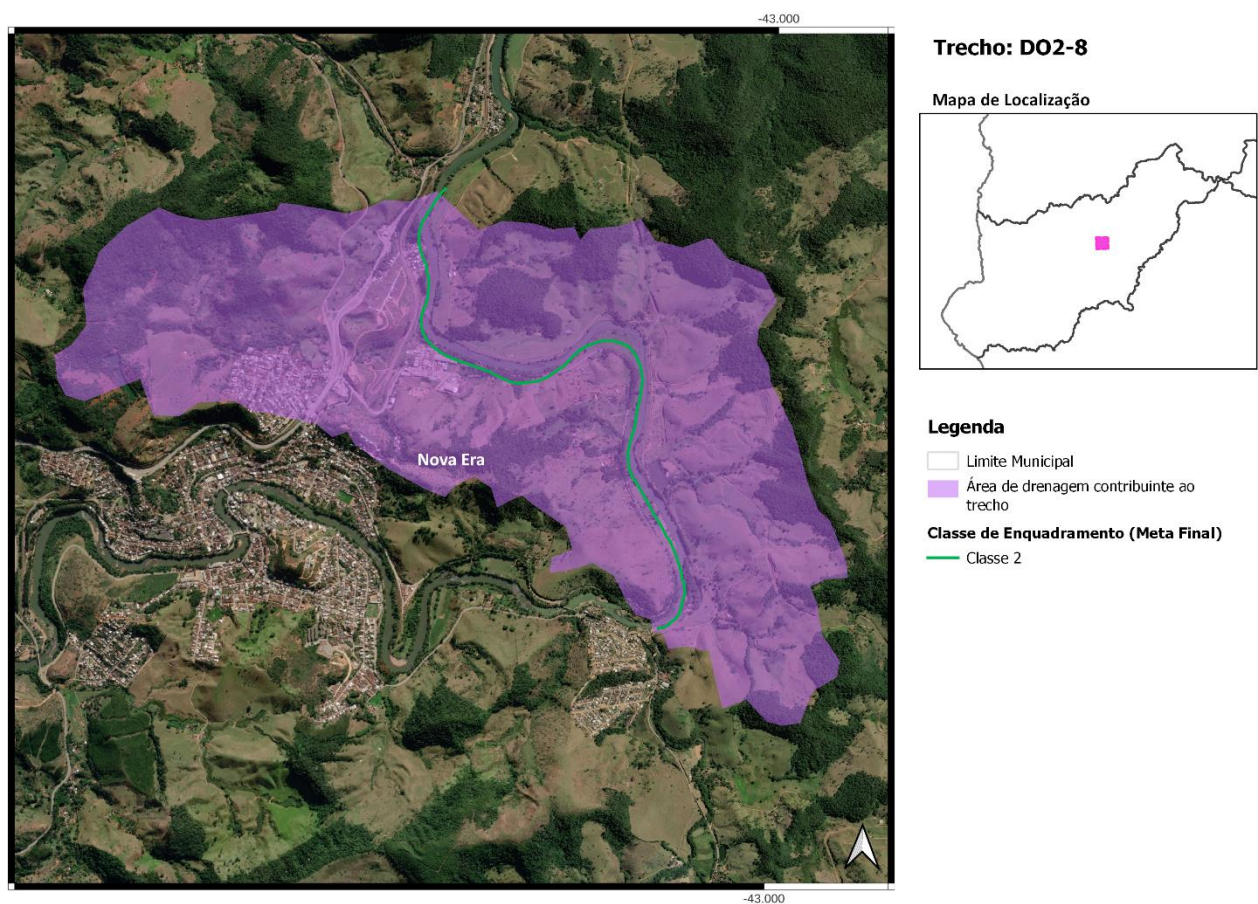 -43.000
Trecho: DO2-8
Mapa de Localização
Nova Era
Legenda
Limite Municipal
Área de drenagem contribuinte ao
trecho
Classe de Enquadramento (Meta Final)
Classe 2
-43.000